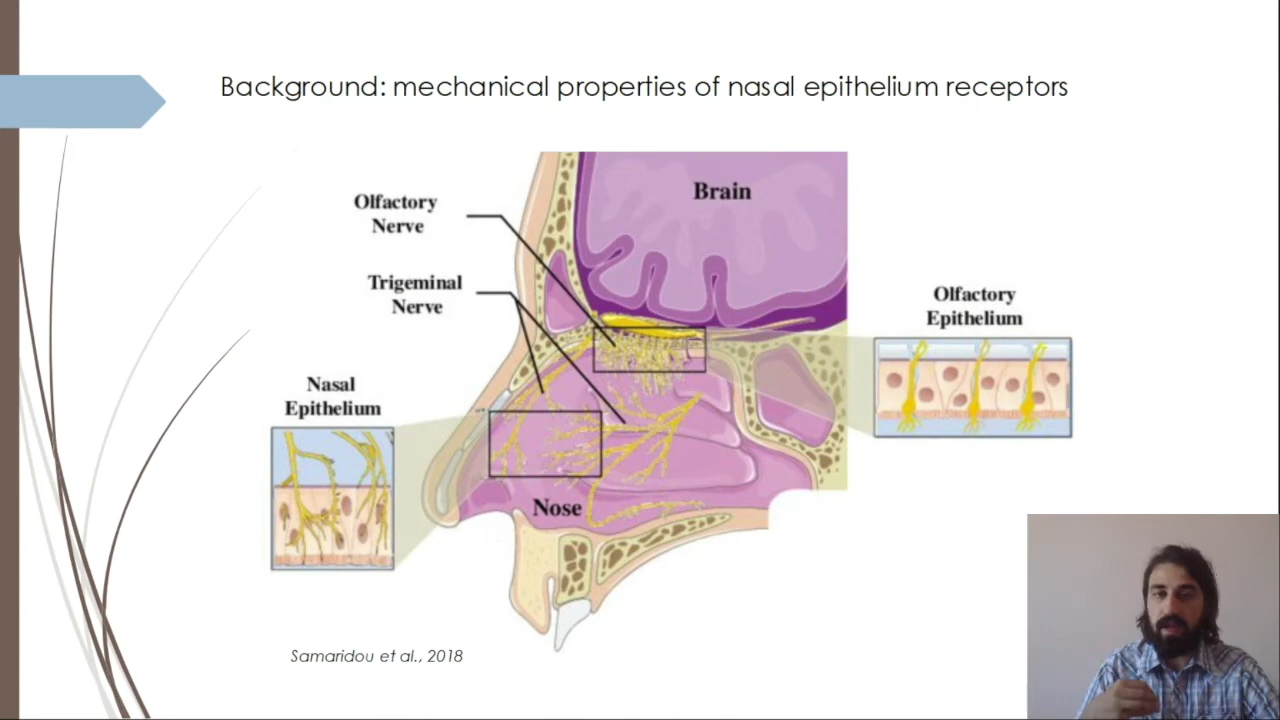 Background: mechanical properties of nasal epithelium receptors
Brain
Olfactory
Nerve
Trigeminal
Nerve
Olfactory
Epithelium
Nasal
Epithelium
Nose
Samaridou et al., 2018